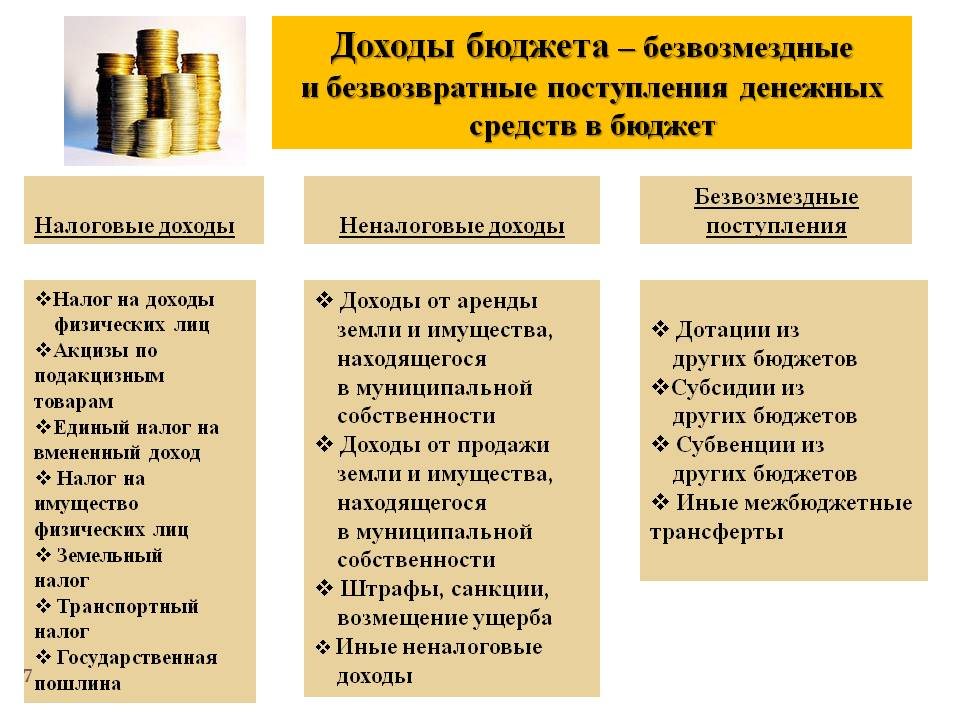 Доходы бюджета – безвозмездные
и безвозвратные поступления денежных
средств в бюджет
Налоговые доходы
❖Налог на доходы
физических лиц
❖Акцизы по
подакцизным
товарам
❖Единый налог на
вмененный доход
❖ Налог на
имущество
физических лиц
❖ Земельный
налог
❖ Транспортный
налог
❖ Государственная
пошлина
Неналоговые доходы
❖ Доходы от аренды
земли и имущества,
находящегося
в муниципальной
собственности
❖ Доходы от продажи
земли и имущества,
находящегося
в муниципальной
собственности
❖ Штрафы, санкции,
возмещение ущерба
❖ Иные неналоговые
доходы
Безвозмездные
поступления
❖ Дотации из
других бюджетов
❖Субсидии из
других бюджетов
❖ Субвенции из
других бюджетов
❖ Иные межбюджетные
трансферты
7